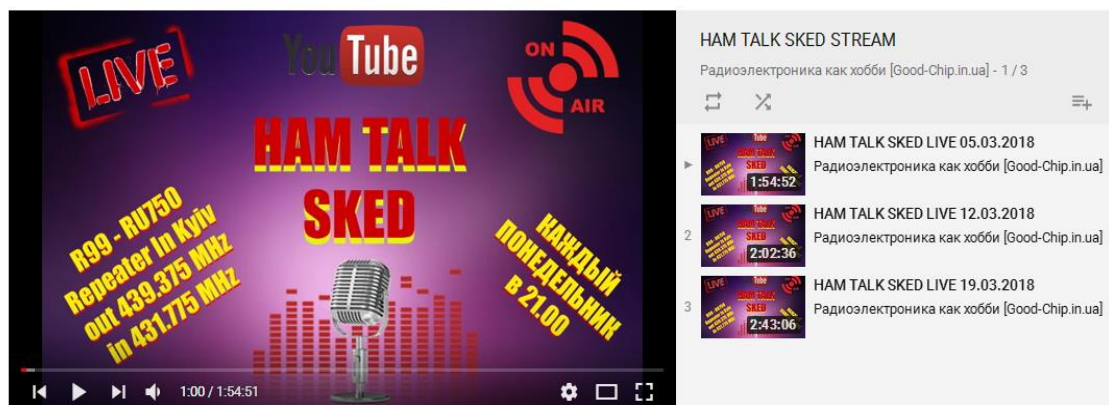 LIVE
YouTube
ON
AIR
HAM TALK
SKED
R99 - RU750
Repeater In Kyiv
out 439.375 MHz
in 431.775 MHz
КАЖДЫЙ
ПОНЕДЕЛЬНИК
в 21.00
1:00 / 1:54:51
HAM TALK SKED STREAM
Радиоэлектроника как хобби [Good-Chip.in.ua] - 1 / 3
1:54:52
HAM TALK SKED LIVE 05.03.2018
Радиоэлектроника как хобби [Good-Chip.in.ua]
2
2:02:36
HAM TALK SKED LIVE 12.03.2018
Радиоэлектроника как хобби [Good-Chip.in.ua]
3
2:43:06
HAM TALK SKED LIVE 19.03.2018
Радиоэлектроника как хобби [Good-Chip.in.ua]